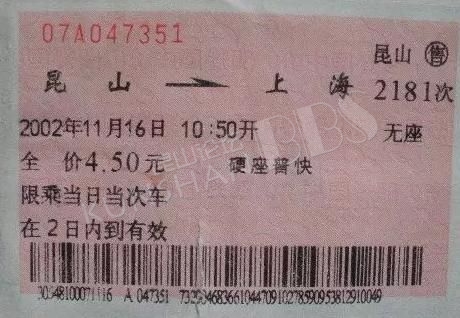 07A047351
昆山 售
昆山 → 上海 2181次
2002年11月16日 10:50开 无座
全价4.50元 硬座普快
限乘当日当次车
在2日内到有效
A 047351